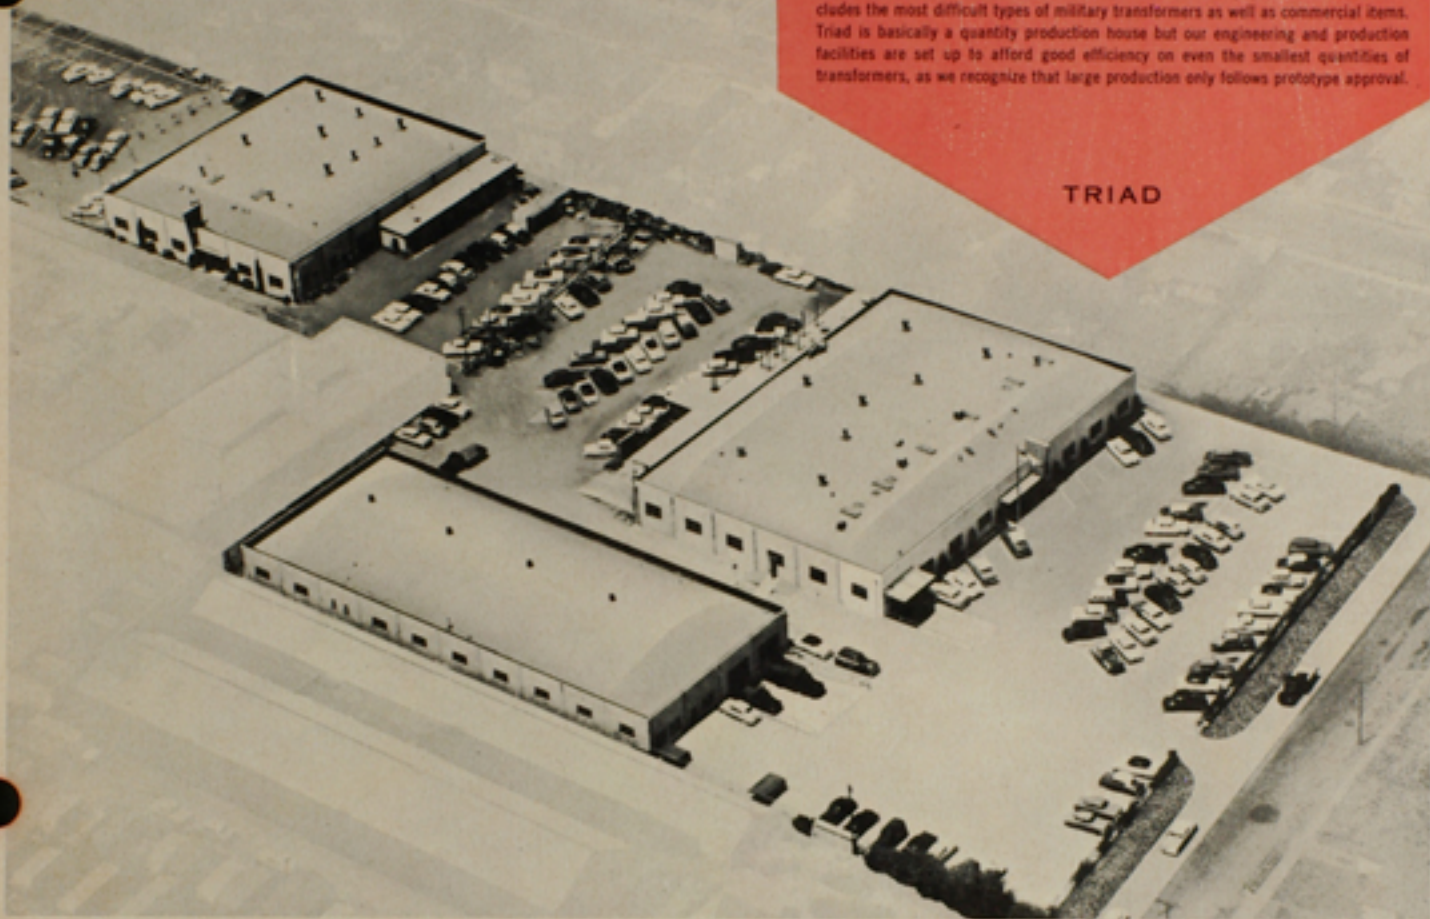 cludes the most difficult types of military transformers as well as commercial items.
Triad is basically a quantity production house but our engineering and production
facilities are set up to afford good efficiency on even the smallest quantities of
transformers, as we recognize that large production only follows prototype approval.
TRIAD